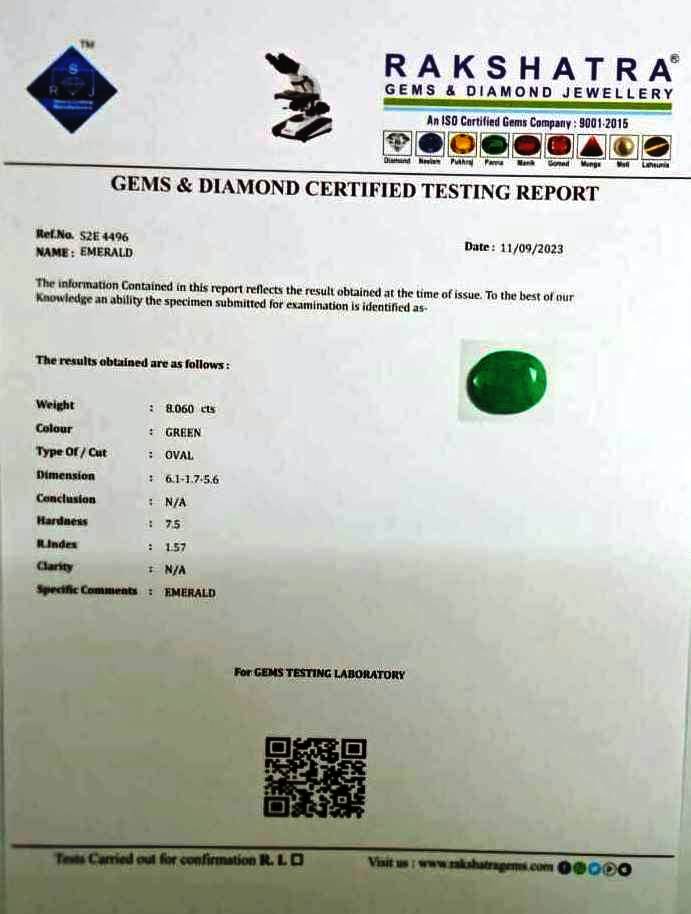 TM
S
R J
RAKSHATRA®
GEMS & DIAMOND JEWELLERY
An ISO Certified Gems Company : 9001-2015
Diamond Neelam Pukhraj Panna Manik Gomed Moonga Moti Lahsunia
GEMS & DIAMOND CERTIFIED TESTING REPORT
Ref.No. S2E 4496
NAME : EMERALD
Date : 11/09/2023
The information Contained in this report reflects the result obtained at the time of issue. To the best of our
Knowledge an ability the specimen submitted for examination is identified as-
The results obtained are as follows :
Weight : 8.060 cts
Colour : GREEN
Type Of / Cut : OVAL
Dimension : 6.1-1.7-5.6
Conclusion : N/A
Hardness : 7.5
R.Index : 1.57
Clarity : N/A
Specific Comments : EMERALD
For GEMS TESTING LABORATORY
Tests Carried out for confirmation R. I. ☐
Visit us : www.rakshatragems.com